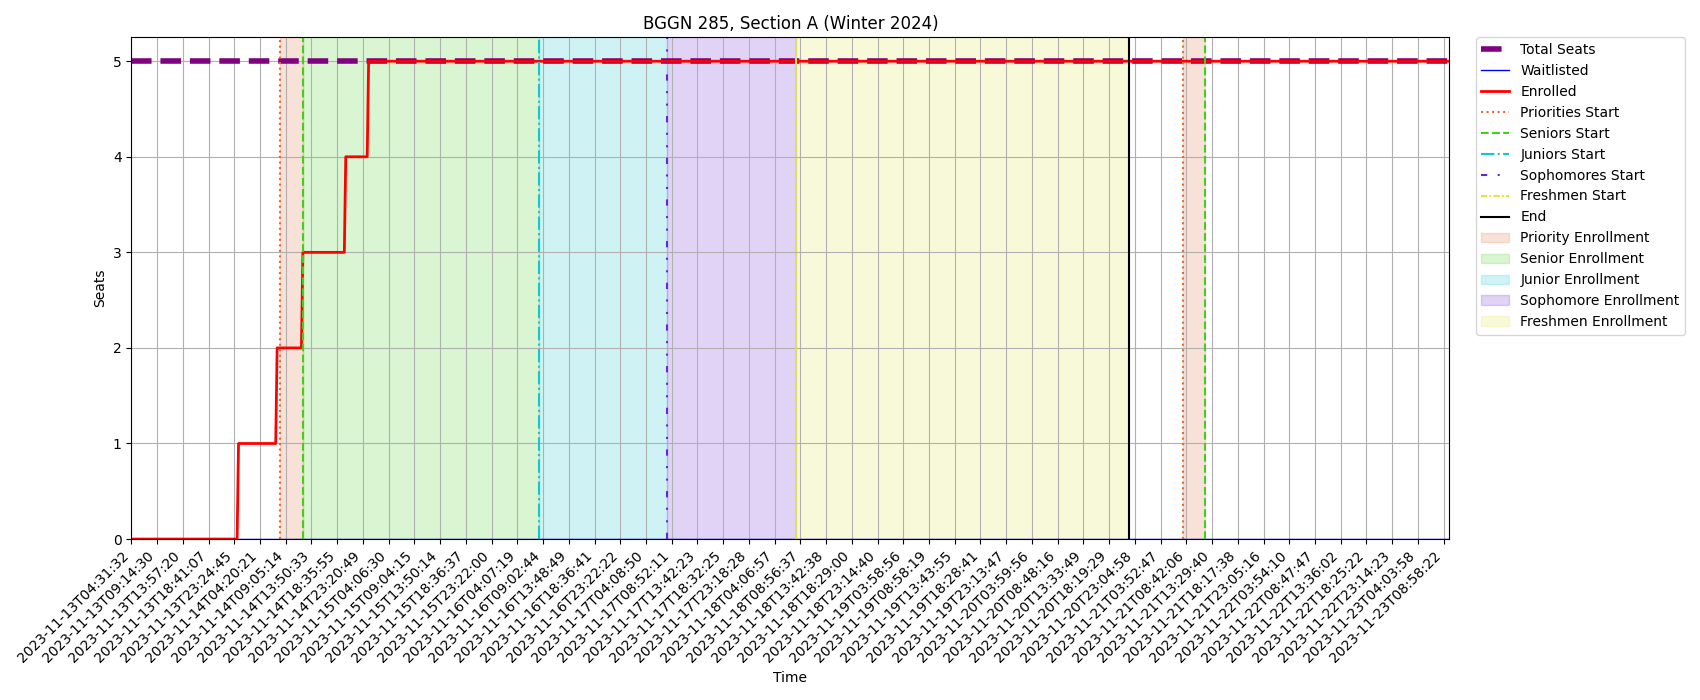 BGGN 285, Section A (Winter 2024)
Seats
5
4
3
2
1
0
Total Seats
Waitlisted
Enrolled
Priorities Start
Seniors Start
Juniors Start
Sophomores Start
Freshmen Start
End
Priority Enrollment
Senior Enrollment
Junior Enrollment
Sophomore Enrollment
Freshmen Enrollment
2023-11-13T04:31:32
2023-11-13T09:14:30
2023-11-13T13:57:20
2023-11-13T18:41:07
2023-11-13T23:24:45
2023-11-14T04:20:21
2023-11-14T09:05:14
2023-11-14T13:50:33
2023-11-14T18:35:55
2023-11-14T23:20:49
2023-11-15T04:06:30
2023-11-15T09:04:15
2023-11-15T13:50:14
2023-11-15T18:36:37
2023-11-15T23:22:00
2023-11-16T04:07:19
2023-11-16T09:02:44
2023-11-16T13:48:49
2023-11-16T18:36:41
2023-11-16T23:22:22
2023-11-17T04:08:50
2023-11-17T08:52:11
2023-11-17T13:42:23
2023-11-17T18:32:25
2023-11-17T23:18:28
2023-11-18T04:06:57
2023-11-18T08:56:37
2023-11-18T13:42:38
2023-11-18T18:29:00
2023-11-18T23:14:40
2023-11-19T03:58:56
2023-11-19T08:58:19
2023-11-19T13:43:55
2023-11-19T18:28:41
2023-11-19T23:13:47
2023-11-20T03:59:56
2023-11-20T08:48:16
2023-11-20T13:33:49
2023-11-20T18:19:29
2023-11-20T23:04:58
2023-11-21T03:52:47
2023-11-21T08:42:06
2023-11-21T13:29:40
2023-11-21T18:17:38
2023-11-21T23:05:16
2023-11-22T03:54:10
2023-11-22T08:47:47
2023-11-22T13:36:02
2023-11-22T18:25:22
2023-11-22T23:14:23
2023-11-23T04:03:58
2023-11-23T08:58:22
Time